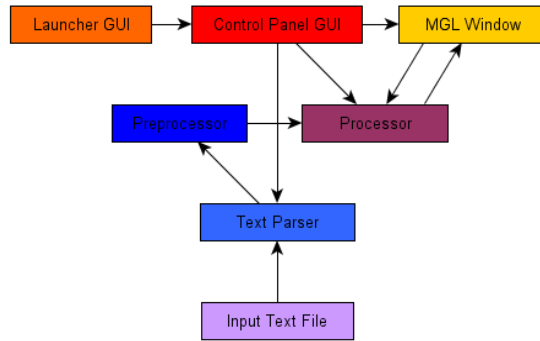 Launcher GUI
Control Panel GUI
MGL Window
Preprocessor
Processor
Text Parser
Input Text File